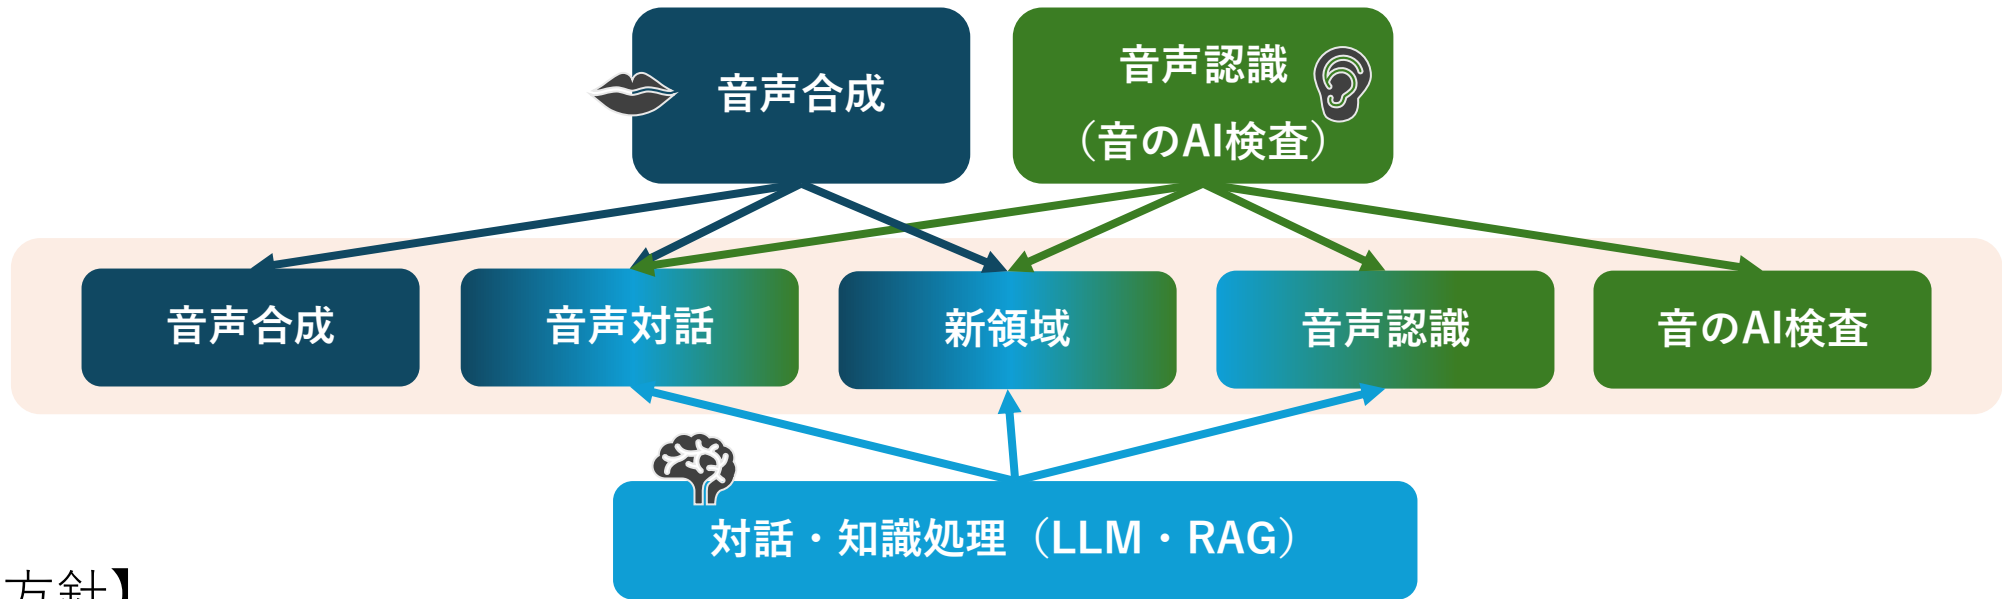 音声合成
音声認識
（音のAI検査）
音声合成
音声対話
新領域
音声認識
音のAI検査
対話・知識処理（LLM・RAG）
方針】